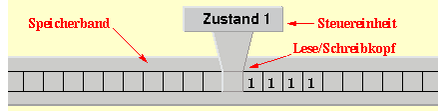 Zustand 1
Steuereinheit
Speicherband
Lese/Schreibkopf
1 1 1 1